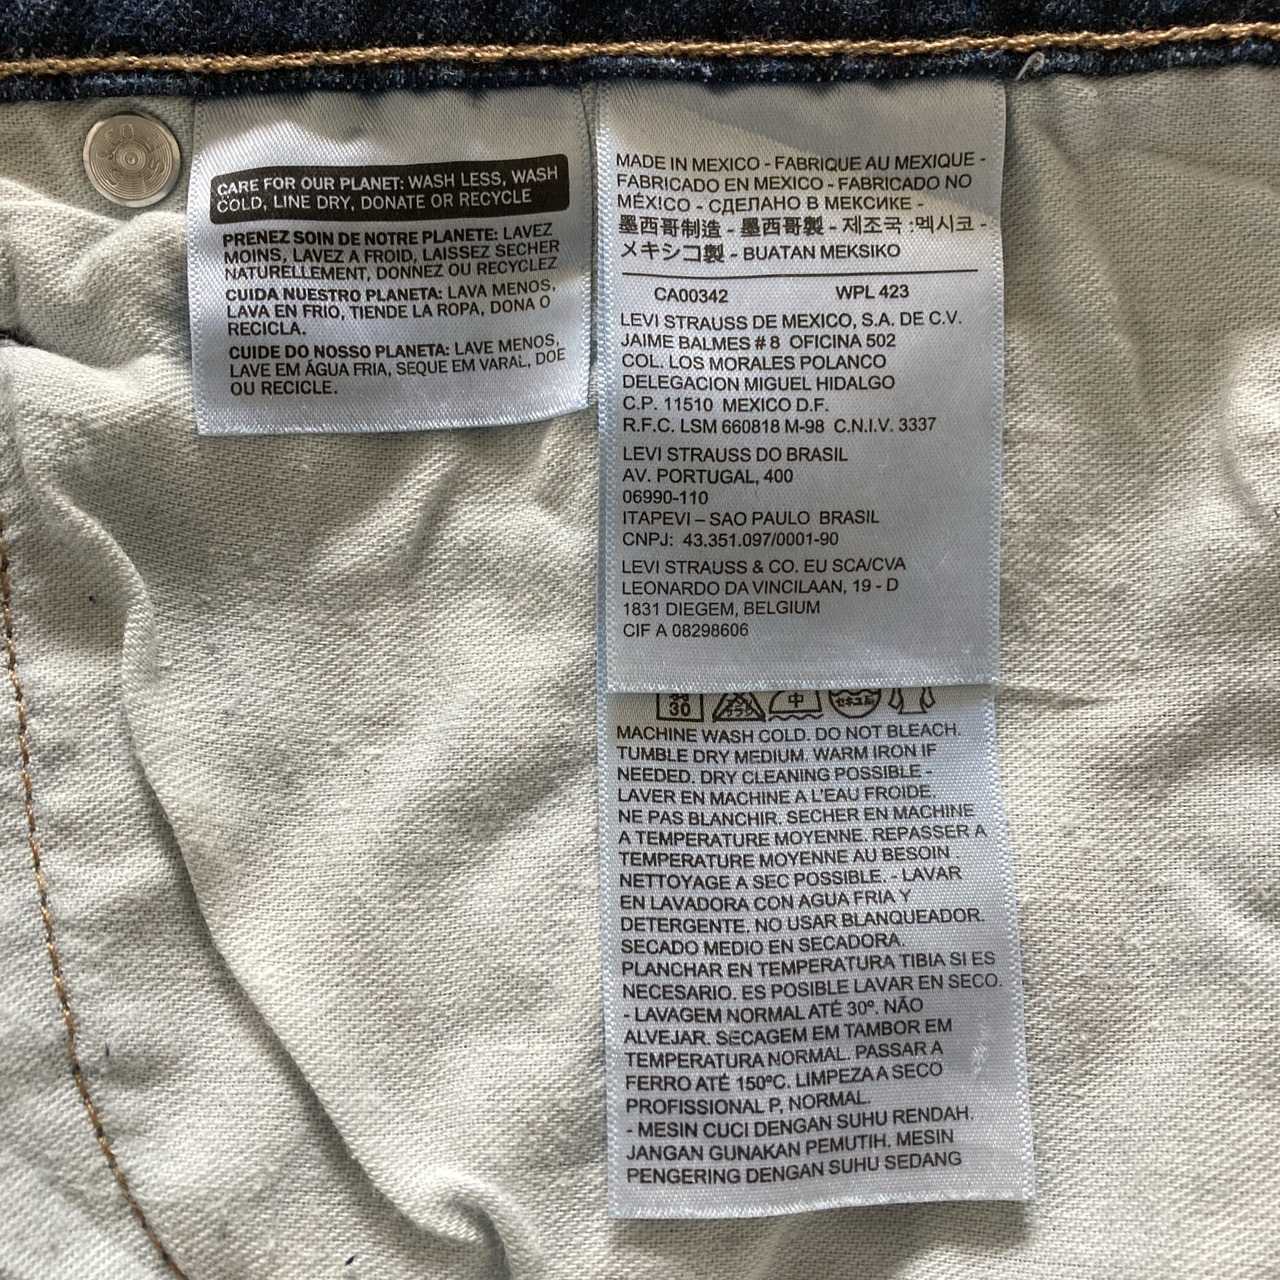 CARE FOR OUR PLANET: WASH LESS, WASH
COLD, LINE DRY, DONATE OR RECYCLE
PRENEZ SOIN DE NOTRE PLANETE: LAVEZ
MOINS, LAVEZ A FROID, LAISSEZ SECHER
NATURELLEMENT, DONNEZ OU RECYCLEZ
CUIDA NUESTRO PLANETA: LAVA MENOS,
LAVA EN FRIO, TIENDE LA ROPA, DONA O
RECICLA.
CUIDE DO NOSSO PLANETA: LAVE MENOS,
LAVE EM ÁGUA FRIA, SEQUE EM VARAL, DOE
OU RECICLE.
MADE IN MEXICO - FABRIQUE AU MEXIQUE -
FABRICADO EN MEXICO - FABRICADO NO
MÉXICO - СДЕЛАНО В МЕКСИКЕ -
墨西哥制造 - 墨西哥製 - 제조국 :멕시코 -
メキシコ製 - BUATAN MEKSIKO
CA00342 WPL 423
LEVI STRAUSS DE MEXICO, S.A. DE C.V.
JAIME BALMES # 8 OFICINA 502
COL. LOS MORALES POLANCO
DELEGACION MIGUEL HIDALGO
C.P. 11510 MEXICO D.F.
R.F.C. LSM 660818 M-98 C.N.I.V. 3337
LEVI STRAUSS DO BRASIL
AV. PORTUGAL, 400
06990-110
ITAPEVI – SAO PAULO BRASIL
CNPJ: 43.351.097/0001-90
LEVI STRAUSS & CO. EU SCA/CVA
LEONARDO DA VINCILAAN, 19 - D
1831 DIEGEM, BELGIUM
CIF A 08298606
30 中
MACHINE WASH COLD. DO NOT BLEACH.
TUMBLE DRY MEDIUM. WARM IRON IF
NEEDED. DRY CLEANING POSSIBLE -
LAVER EN MACHINE A L'EAU FROIDE.
NE PAS BLANCHIR. SECHER EN MACHINE
A TEMPERATURE MOYENNE. REPASSER A
TEMPERATURE MOYENNE AU BESOIN
NETTOYAGE A SEC POSSIBLE. - LAVAR
EN LAVADORA CON AGUA FRIA Y
DETERGENTE. NO USAR BLANQUEADOR.
SECADO MEDIO EN SECADORA.
PLANCHAR EN TEMPERATURA TIBIA SI ES
NECESARIO. ES POSIBLE LAVAR EN SECO.
- LAVAGEM NORMAL ATÉ 30º. NÃO
ALVEJAR. SECAGEM EM TAMBOR EM
TEMPERATURA NORMAL. PASSAR A
FERRO ATÉ 150ºC. LIMPEZA A SECO
PROFISSIONAL P, NORMAL.
- MESIN CUCI DENGAN SUHU RENDAH.
JANGAN GUNAKAN PEMUTIH. MESIN
PENGERING DENGAN SUHU SEDANG